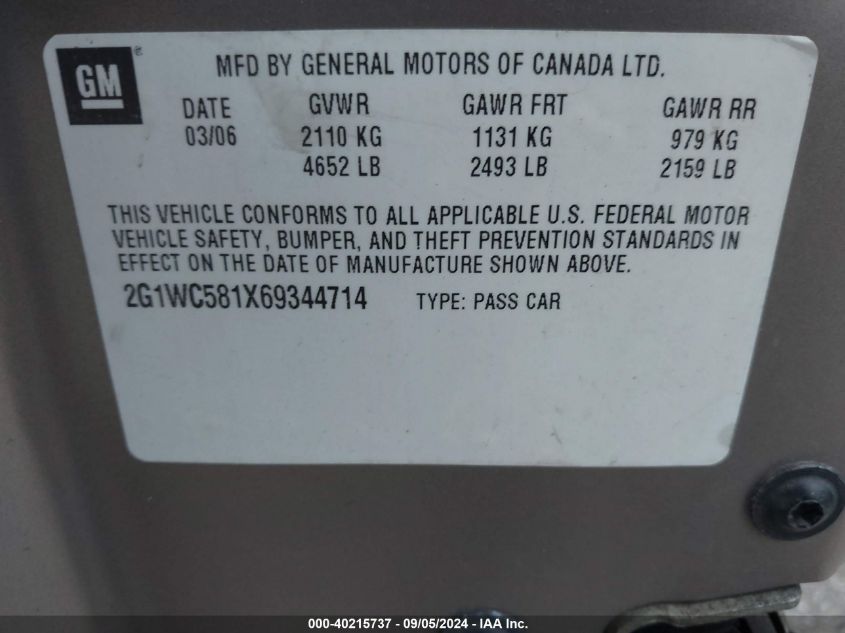 GM ®
MFD BY GENERAL MOTORS OF CANADA LTD.
DATE GVWR GAWR FRT GAWR RR
03/06 2110 KG 1131 KG 979 KG
4652 LB 2493 LB 2159 LB
THIS VEHICLE CONFORMS TO ALL APPLICABLE U.S. FEDERAL MOTOR
VEHICLE SAFETY, BUMPER, AND THEFT PREVENTION STANDARDS IN
EFFECT ON THE DATE OF MANUFACTURE SHOWN ABOVE.
2G1WC581X69344714 TYPE: PASS CAR
000-40215737 - 09/05/2024 - IAA Inc.